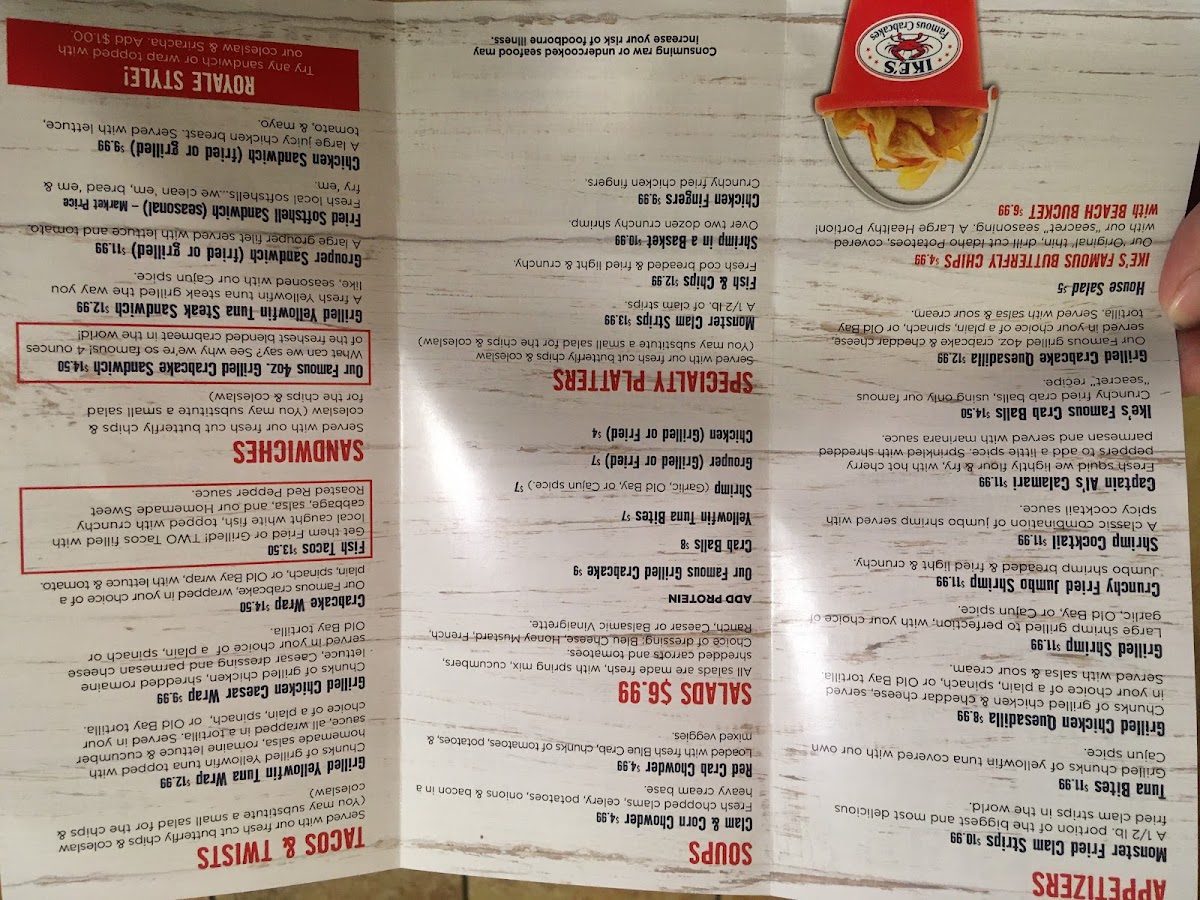 APPETIZERS
Monster Fried Clam Strips $10.99
A 1/2 lb. portion of the biggest and most delicious
fried clam strips in the world.
Tuna Bites $11.99
Grilled chunks of yellowfin tuna covered with our own
Cajun spice.
Grilled Chicken Quesadilla $8.99
Chunks of grilled chicken & cheddar cheese, served
in your choice of a plain, spinach, or Old Bay tortilla.
Served with salsa & sour cream.
Grilled Shrimp $11.99
Large shrimp grilled to perfection; with your choice of
garlic, Old Bay, or Cajun spice.
Crunchy Fried Jumbo Shrimp $11.99
Jumbo shrimp breaded & fried light & crunchy.
Shrimp Cocktail $11.99
A classic combination of jumbo shrimp served with
spicy cocktail sauce.
Captain Al's Calamari $11.99
Fresh squid we lightly flour & fry, with hot cherry
peppers to add a little spice. Sprinkled with shredded
parmesan and served with marinara sauce.
Ike's Famous Crab Balls $14.50
Crunchy fried crab balls, using only our famous
"seacret" recipe.
Grilled Crabcake Quesadilla $12.99
Our Famous grilled 4oz. crabcake & cheddar cheese,
served in your choice of a plain, spinach, or Old Bay
tortilla. Served with salsa & sour cream.
House Salad $5
IKE'S FAMOUS BUTTERFLY CHIPS $4.99
Our 'Original' thin, drill cut Idaho Potatoes, covered
with our "seacret" seasoning. A Large Healthy Portion!
with BEACH BUCKET $6.99
IKE'S
Famous Crabcakes
SOUPS
Clam & Corn Chowder $4.99
Fresh chopped clams, celery, potatoes, onions & bacon in a
heavy cream base.
Red Crab Chowder $4.99
Loaded with fresh Blue Crab, chunks of tomatoes, potatoes, &
mixed veggies.
SALADS $6.99
All salads are made fresh, with spring mix, cucumbers,
shredded carrots and tomatoes.
Choice of dressing: Bleu Cheese, Honey Mustard, French,
Ranch, Caesar or Balsamic Vinaigrette.
ADD PROTEIN
Our Famous Grilled Crabcake $9
Crab Balls $8
Yellowfin Tuna Bites $7
Shrimp (Garlic, Old Bay, or Cajun spice.) $7
Grouper (Grilled or Fried) $7
Chicken (Grilled or Fried) $4
SPECIALTY PLATTERS
Served with our fresh cut butterfly chips & coleslaw
(You may substitute a small salad for the chips & coleslaw)
Monster Clam Strips $13.99
A 1/2-lb. of clam strips.
Fish & Chips $12.99
Fresh cod breaded & fried light & crunchy.
Shrimp in a Basket $10.99
Over two dozen crunchy shrimp.
Chicken Fingers $9.99
Crunchy fried chicken fingers
Consuming raw or undercooked seafood may
increase your risk of foodborne illness.
TACOS & TWISTS
Served with our fresh cut butterfly chips & coleslaw
(You may substitute a small salad for the chips &
coleslaw)
Grilled Yellowfin Tuna Wrap $12.99
Chunks of grilled Yellowfin tuna topped with
homemade salsa, romaine lettuce & cucumber
sauce, all wrapped in a tortilla. Served in your
choice of a plain, spinach, or Old Bay tortilla.
Grilled Chicken Caesar Wrap $9.99
Chunks of grilled chicken, shredded romaine
lettuce, Caesar dressing and parmesan cheese
served in your choice of a plain, spinach or
Old Bay tortilla.
Crabcake Wrap $14.50
Our Famous crabcake, wrapped in your choice of a
plain, spinach, or Old Bay wrap, with lettuce & tomato.
Fish Tacos $13.50
Get them Fried or Grilled! TWO Tacos filled with
local caught white fish, topped with crunchy
cabbage, salsa, and our Homemade Sweet
Roasted Red Pepper sauce.
SANDWICHES
Served with our fresh cut butterfly chips &
coleslaw (You may substitute a small salad
for the chips & coleslaw)
Our Famous 4oz. Grilled Crabcake Sandwich $14.50
What can we say? See why we're so famous! 4 ounces
of the freshest blended crabmeat in the world!
Grilled Yellowfin Tuna Steak Sandwich $12.99
A fresh Yellowfin tuna steak grilled the way you
like, seasoned with our Cajun spice.
Grouper Sandwich (fried or grilled) $11.99
A large grouper filet served with lettuce and tomato.
Fried Softshell Sandwich (seasonal) – Market Price
Fresh local softshells...we clean 'em, bread 'em &
fry 'em.
Chicken Sandwich (fried or grilled) $9.99
A large juicy chicken breast. Served with lettuce,
tomato, & mayo.
ROYALE STYLE!
Try any sandwich or wrap topped with
our coleslaw & Sriracha. Add $1.00.